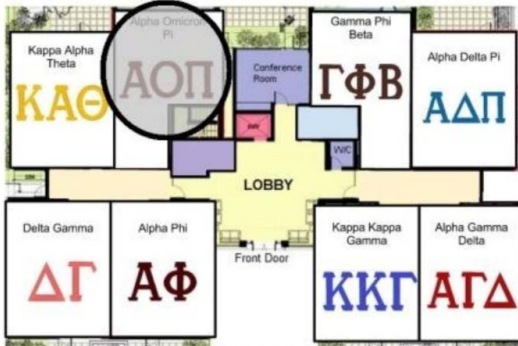 Kappa Alpha
Theta
ΚΑΘ
Alpha Omicron
Pi
ΑΟΠ
Conference
Room
Gamma Phi
Beta
ΓΦΒ
Alpha Delta Pi
ΑΔΠ
W/C
LOBBY
Delta Gamma
ΔΓ
Alpha Phi
ΑΦ
Front Door
Kappa Kappa
Gamma
ΚΚΓ
Alpha Gamma
Delta
ΑΓΔ